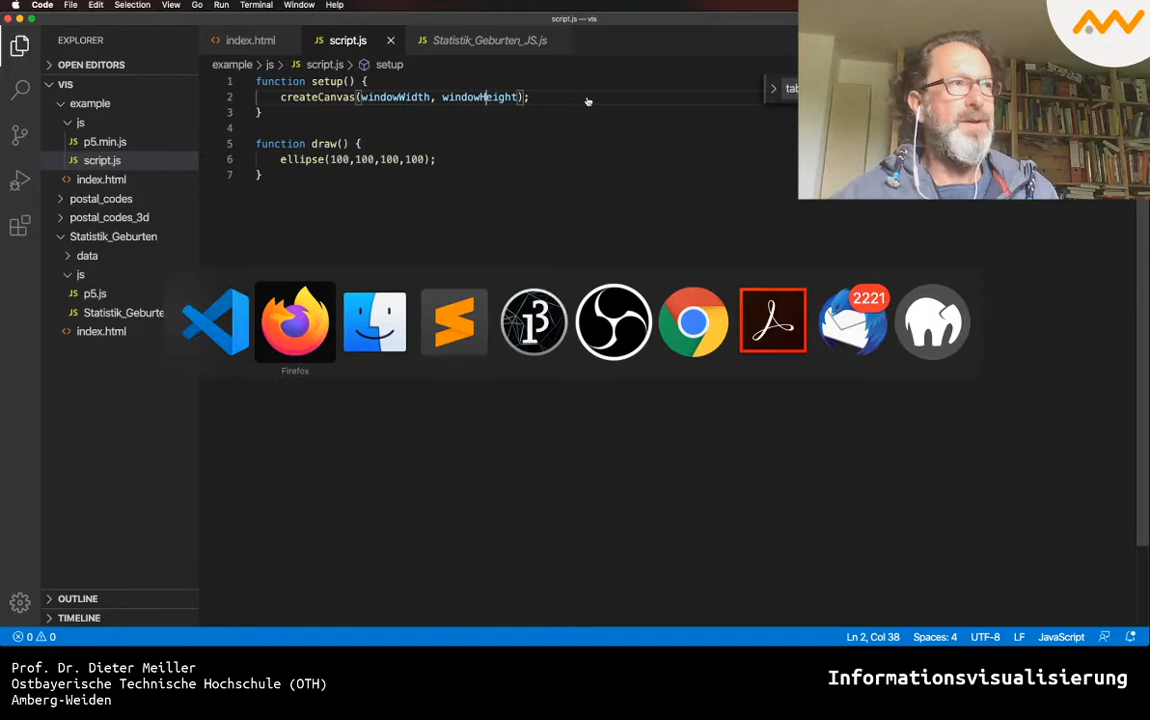 Code File Edit Selection View Go Run Terminal Window Help
script.js — vis
EXPLORER
index.html
script.js
Statistik_Geburten_JS.js
OPEN EDITORS
example > js > script.js > setup
VIS
example
js
p5.min.js
script.js
index.html
postal_codes
postal_codes_3d
Statistik_Geburten
data
js
p5.js
Statistik_Geburte
index.html
1 function setup() {
2 createCanvas(windowWidth, windowHeight);
3 }
4
5 function draw() {
6 ellipse(100,100,100,100);
7 }
tab
2221
Firefox
OUTLINE
TIMELINE
0 0
Ln 2, Col 38 Spaces: 4 UTF-8 LF JavaScript
Prof. Dr. Dieter Meiller
Ostbayerische Technische Hochschule (OTH)
Amberg-Weiden
Informationsvisualisierung